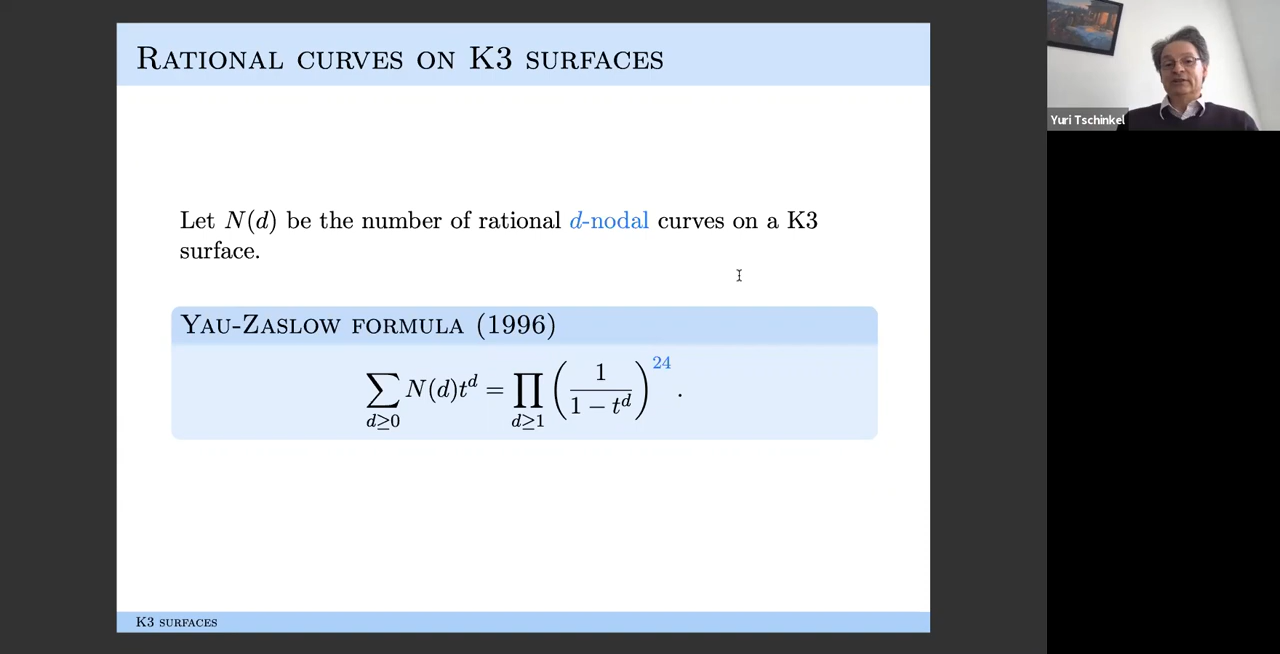 RATIONAL CURVES ON K3 SURFACES
Let N(d) be the number of rational d-nodal curves on a K3
surface.
YAU-ZASLOW FORMULA (1996)
∑_{d≥0} N(d)t^d = ∏_{d≥1} (1/(1 − t^d))^{24}.
K3 SURFACES
Yuri Tschinkel